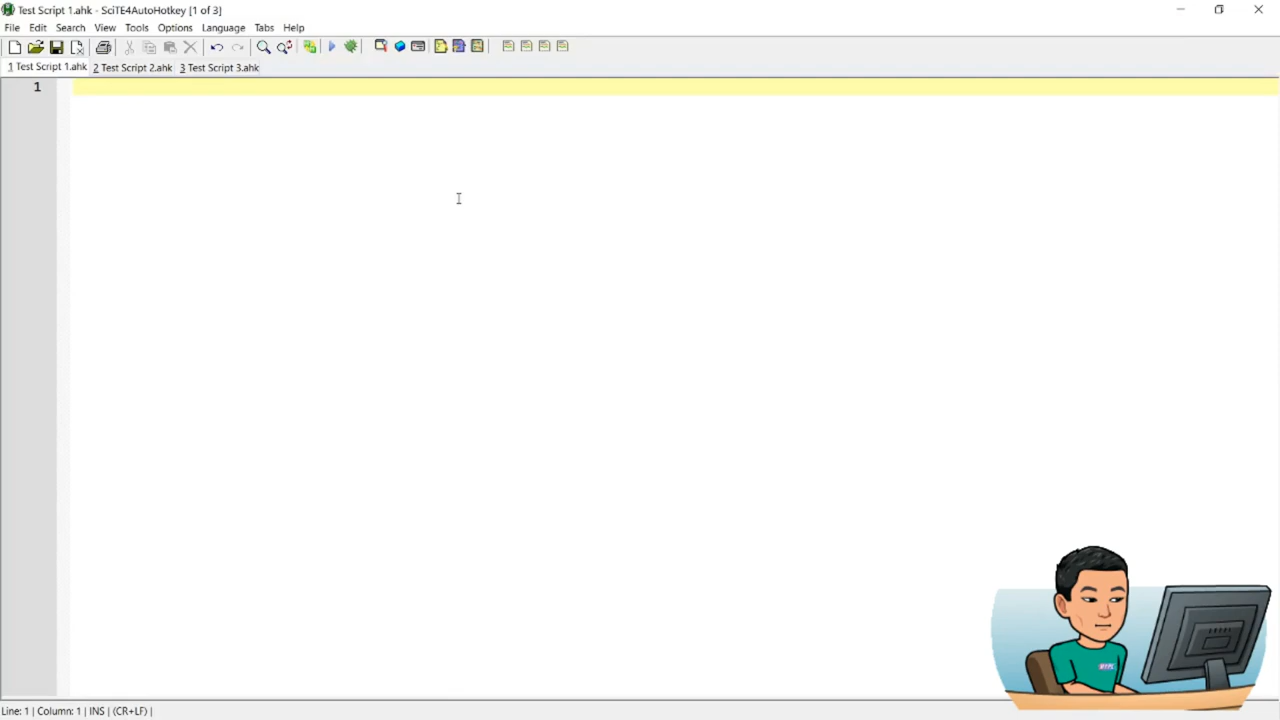 Test Script 1.ahk - SciTE4AutoHotkey [1 of 3]
File Edit Search View Tools Options Language Tabs Help
1 Test Script 1.ahk 2 Test Script 2.ahk 3 Test Script 3.ahk
1
Line: 1 | Column: 1 | INS | (CR+LF) |